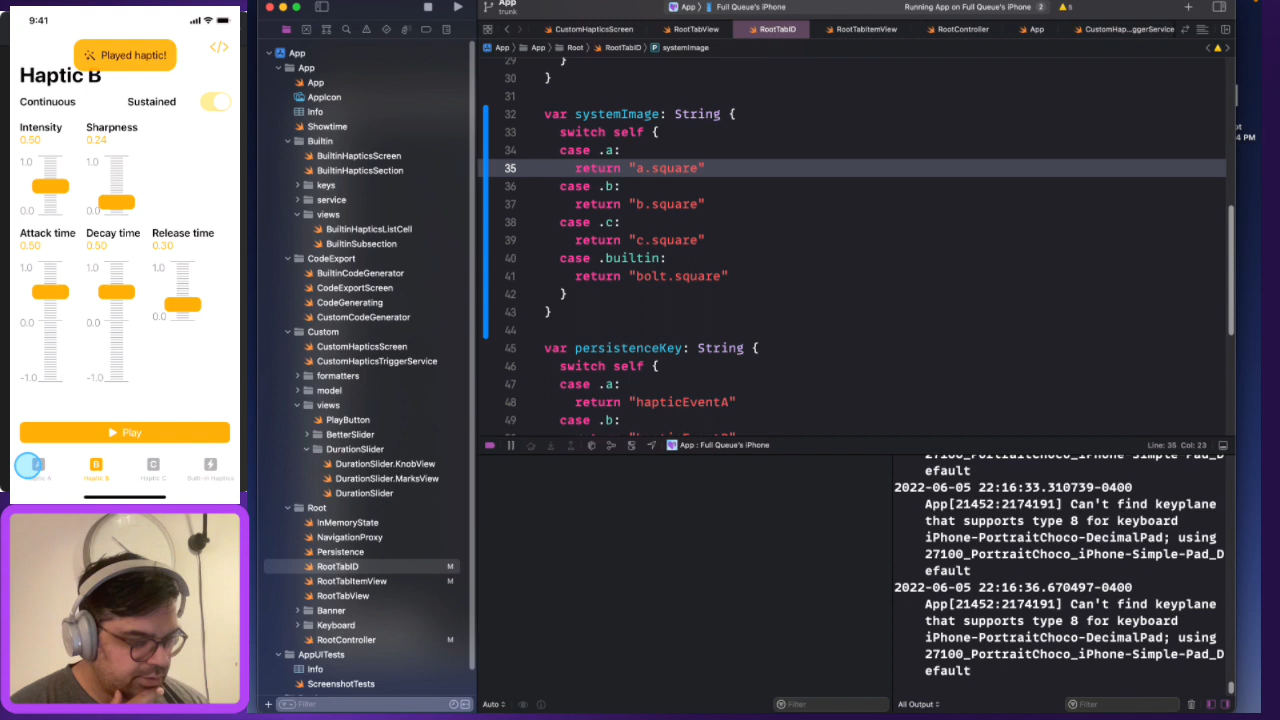 9:41
Played haptic!
</>
Haptic B
Continuous
Sustained
Intensity
0.50
Sharpness
0.24
1.0
0.0
1.0
0.0
Attack time
0.50
Decay time
0.50
Release time
0.30
1.0
0.0
-1.0
1.0
0.0
-1.0
1.0
0.0
Play
Haptic B
B
Haptic C
C
Built-in Haptics
App
App
App
AppIcon
Info
Showtime
Builtin
BuiltinHapticsScreen
BuiltinHapticsSection
keys
service
views
BuiltinHapticsListCell
BuiltinSubsection
CodeExport
BuiltinCodeGenerator
CodeExportScreen
CodeGenerating
CustomCodeGenerator
Custom
CustomHapticsScreen
CustomHapticsTriggerService
formatters
model
views
PlayButton
BetterSlider
DurationSlider
DurationSlider.KnobView
DurationSlider.MarksView
DurationSlider
Root
InMemoryState
NavigationProxy
Persistence
RootTabID M
RootTabItemView M
RootTabView
Banner
Keyboard
RootController M
AppUITests
Info
ScreenshotTests
Filter
App
trunk
App
Full Queue's iPhone
Running App on Full Queue's iPhone
2
5
CustomHapticsScreen
RootTabView
RootTabID
RootTabItemView
RootController
App
CustomHap...ggerService
App
App
Root
RootTabID
P systemImage
29 }
30 }
31
32 var systemImage: String {
33 switch self {
34 case .a:
35 return "a.square"
36 case .b:
37 return "b.square"
38 case .c:
39 return "c.square"
40 case .builtin:
41 return "bolt.square"
42 }
43 }
44
45 var persistenceKey: String {
46 switch self {
47 case .a:
48 return "hapticEventA"
49 case .b:
App : Full Queue's iPhone
Line: 35 Col: 23
efault
2022-06-05 22:16:33.310739-0400
App[21452:2174191] Can't find keyplane
that supports type 8 for keyboard
iPhone-PortraitChoco-DecimalPad; using
27100_PortraitChoco_iPhone-Simple-Pad_D
efault
2022-06-05 22:16:36.670497-0400
App[21452:2174191] Can't find keyplane
that supports type 8 for keyboard
iPhone-PortraitChoco-DecimalPad; using
27100_PortraitChoco_iPhone-Simple-Pad_D
efault
Auto
Filter
All Output
Filter
4 PM